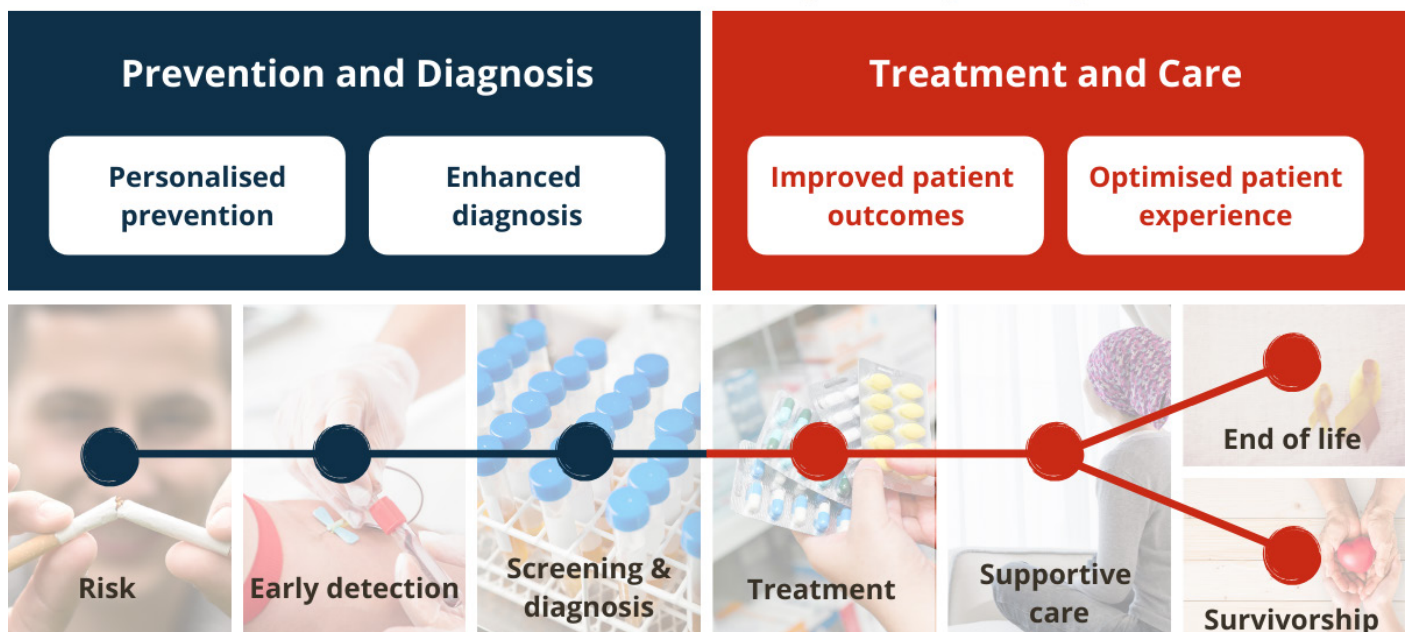 Prevention and Diagnosis
Personalised
prevention
Enhanced
diagnosis
Treatment and Care
Improved patient
outcomes
Optimised patient
experience
Risk
Early detection
Screening &
diagnosis
Treatment
Supportive
care
End of life
Survivorship